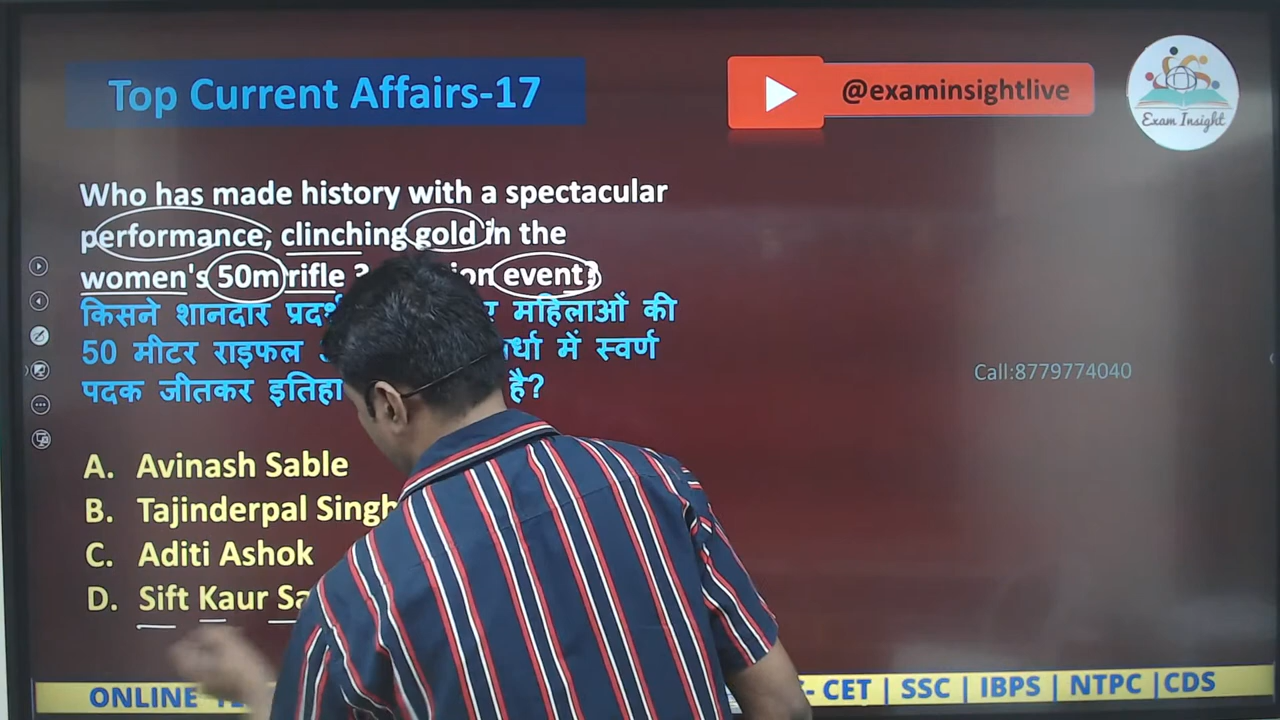 Top Current Affairs-17
@examinsightlive
Exam Insight
Who has made history with a spectacular
performance, clinching gold in the
women's 50m rifle event?
किसने शानदार महिलाओं की
50 मीटर राइफल में स्वर्ण
पदक जीतकर है?
Call:8779774040
A. Avinash Sable
B. Tajinderpal Singh
C. Aditi Ashok
D. Sift Kaur
ONLINE CET | SSC | IBPS | NTPC |CDS